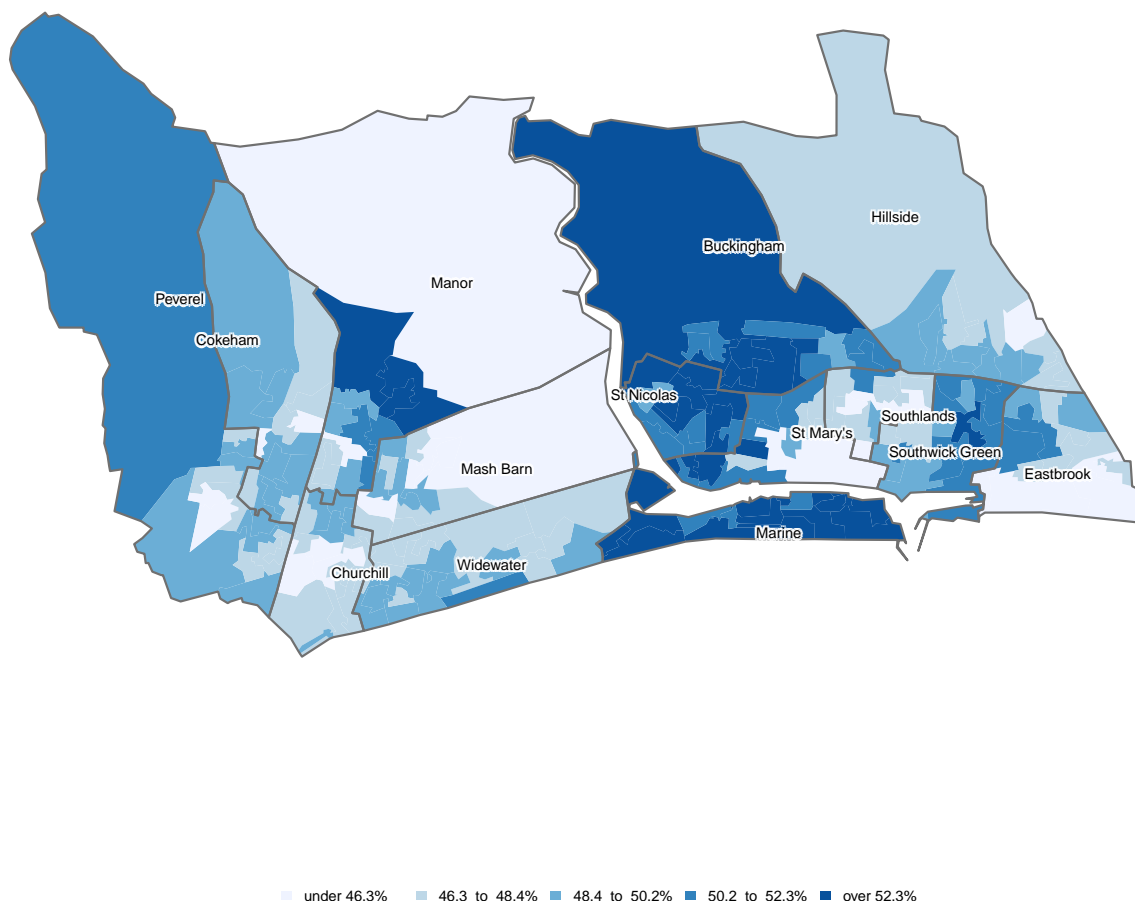 Hillside
Buckingham
Manor
Peverel
Cokeham
St Nicolas
Southlands
St Mary's
Southwick Green
Mash Barn
Eastbrook
Marine
Widewater
Churchill
under 46.3% 46.3 to 48.4% 48.4 to 50.2% 50.2 to 52.3% over 52.3%